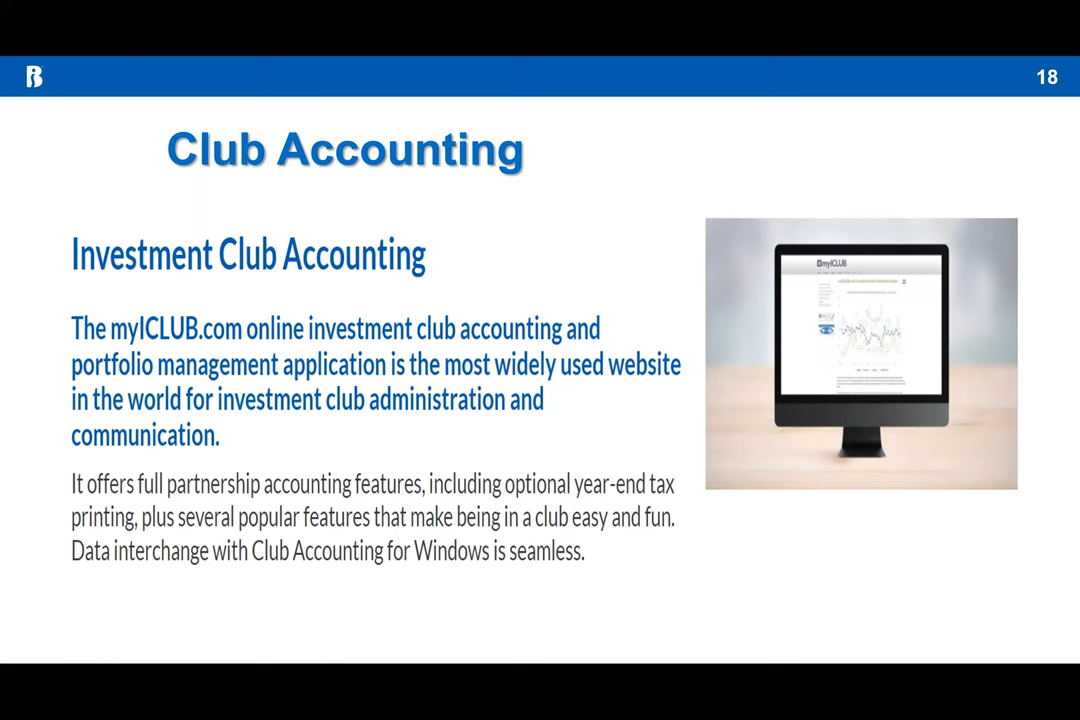 18
Club Accounting
Investment Club Accounting
The myICLUB.com online investment club accounting and
portfolio management application is the most widely used website
in the world for investment club administration and
communication.
It offers full partnership accounting features, including optional year-end tax
printing, plus several popular features that make being in a club easy and fun.
Data interchange with Club Accounting for Windows is seamless.
myICLUB